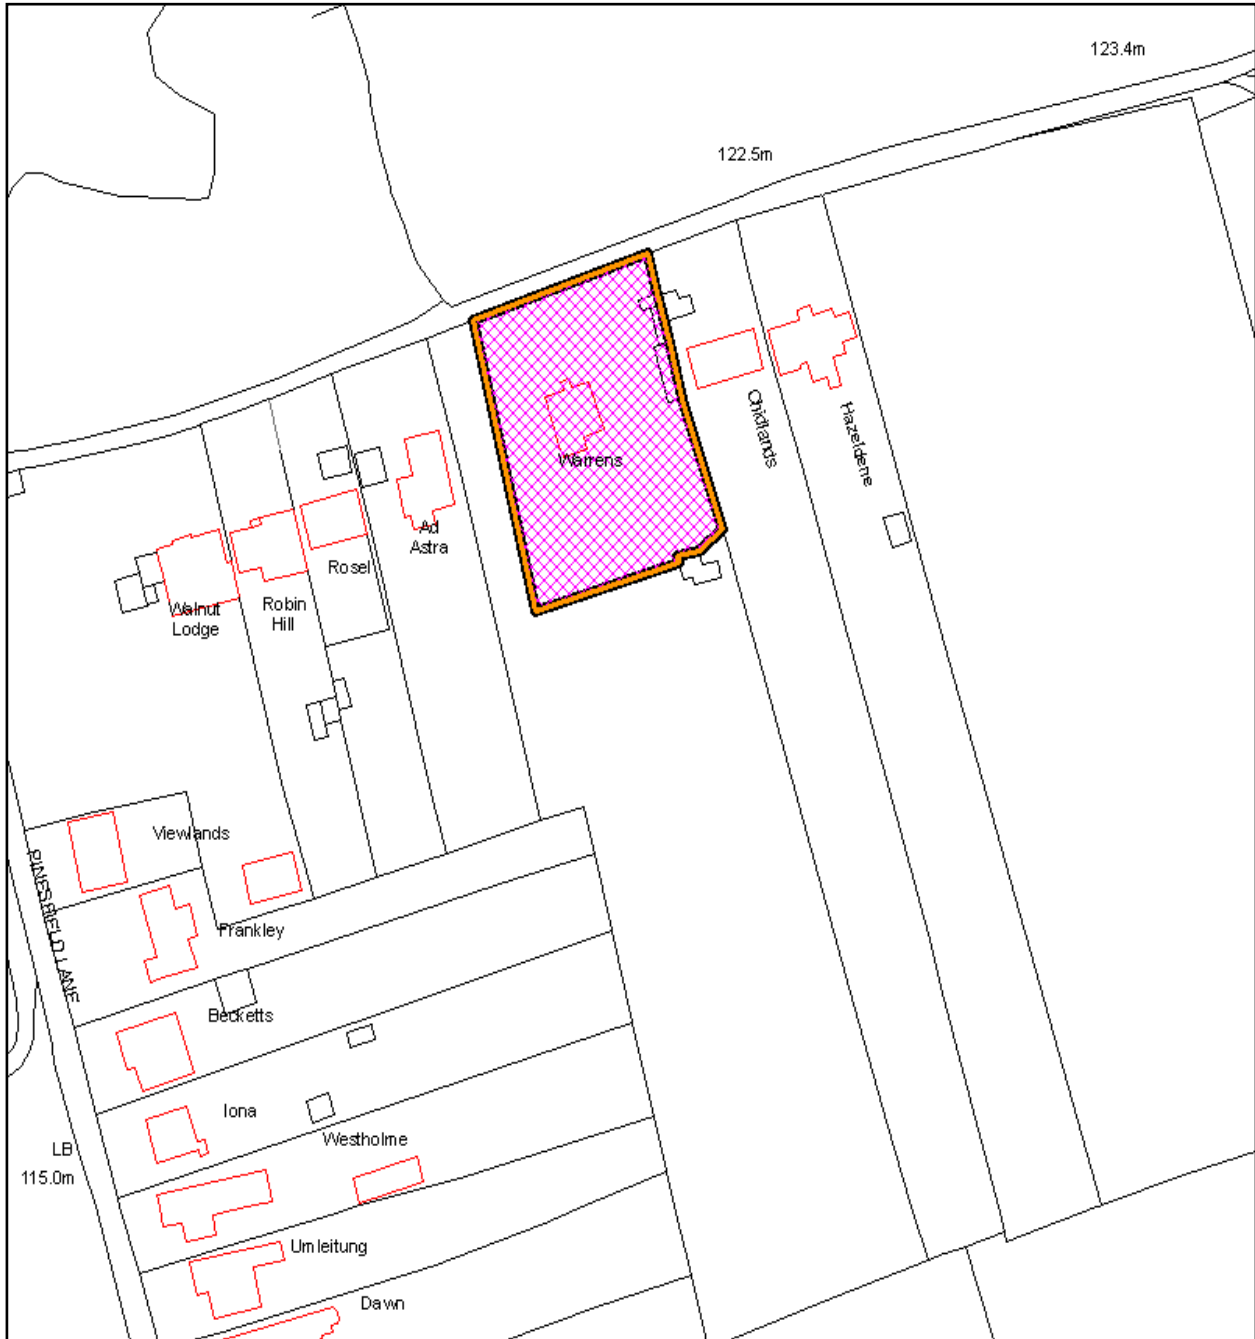 123.4m
122.5m
Chidlands
Hazeldene
Warrens
Ad
Astra
Rosel
Robin
Hill
Walnut
Lodge
Viewlands
PINESFIELD LANE
Frankley
Becketts
Iona
Westholme
LB
115.0m
Umleitung
Dawn